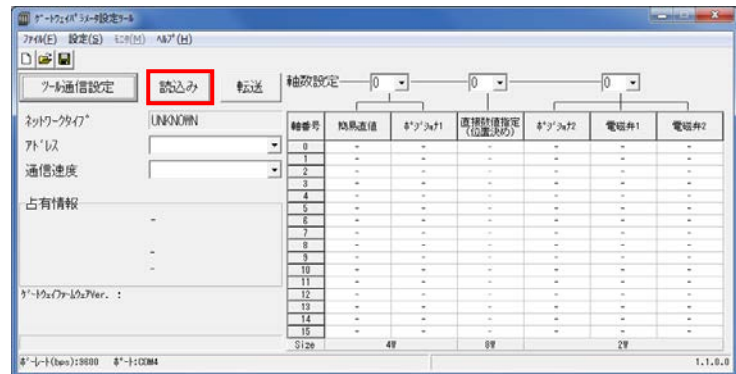 ｹﾞｰﾄｳｪｲﾊﾟﾗﾒｰﾀ設定ﾂｰﾙ
ﾌｧｲﾙ(F) 設定(S) ﾓﾆﾀ(M) ﾍﾙﾌﾟ(H)
ﾂｰﾙ通信設定 読込み 転送 軸数設定 0 0 0
ﾈｯﾄﾜｰｸﾀｲﾌﾟ UNKNOWN
ｱﾄﾞﾚｽ
通信速度
占有情報
-
-
-
ｹﾞｰﾄｳｪｲﾌｧｰﾑｳｪｱVer. :
軸番号 簡易直値 ﾎﾟｼﾞｼｮﾅ1 直接数値指定(位置決め) ﾎﾟｼﾞｼｮﾅ2 電磁弁1 電磁弁2
0 - - - - - -
1 - - - - - -
2 - - - - - -
3 - - - - - -
4 - - - - - -
5 - - - - - -
6 - - - - - -
7 - - - - - -
8 - - - - - -
9 - - - - - -
10 - - - - - -
11 - - - - - -
12 - - - - - -
13 - - - - - -
14 - - - - - -
15 - - - - - -
Size 4W 8W 2W
ﾎﾞｰﾚｰﾄ(bps):9600 ﾎﾟｰﾄ:COM4 1.1.0.0